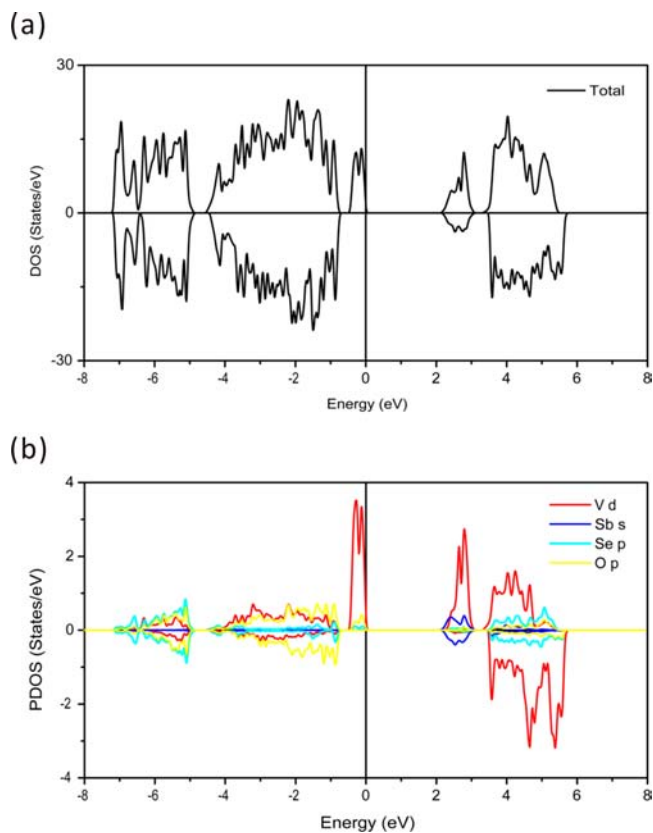 (a)
30
Total
DOS (States/eV)
0
-30
-8 -6 -4 -2 0 2 4 6 8
Energy (eV)
(b)
4
V d
Sb s
Se p
O p
2
PDOS (States/eV)
0
-2
-4
-8 -6 -4 -2 0 2 4 6 8
Energy (eV)